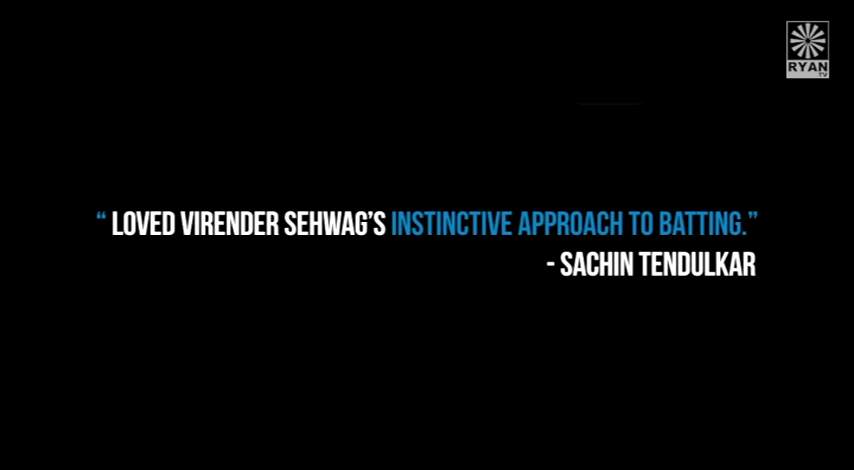 RYAN
TV
“ LOVED VIRENDER SEHWAG’S INSTINCTIVE APPROACH TO BATTING.”
- SACHIN TENDULKAR